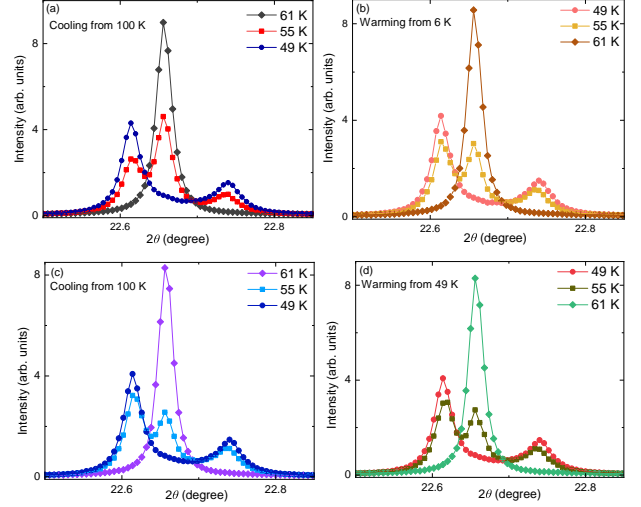 (a)
Cooling from 100 K
61 K
55 K
49 K
Intensity (arb. units)
8
4
0
22.6
22.8
2θ (degree)
(b)
Warming from 6 K
49 K
55 K
61 K
Intensity (arb. units)
8
4
0
22.6
22.8
2θ (degree)
(c)
Cooling from 100 K
61 K
55 K
49 K
Intensity (arb. units)
8
4
0
22.6
22.8
2θ (degree)
(d)
Warming from 49 K
49 K
55 K
61 K
Intensity (arb. units)
8
4
0
22.6
22.8
2θ (degree)